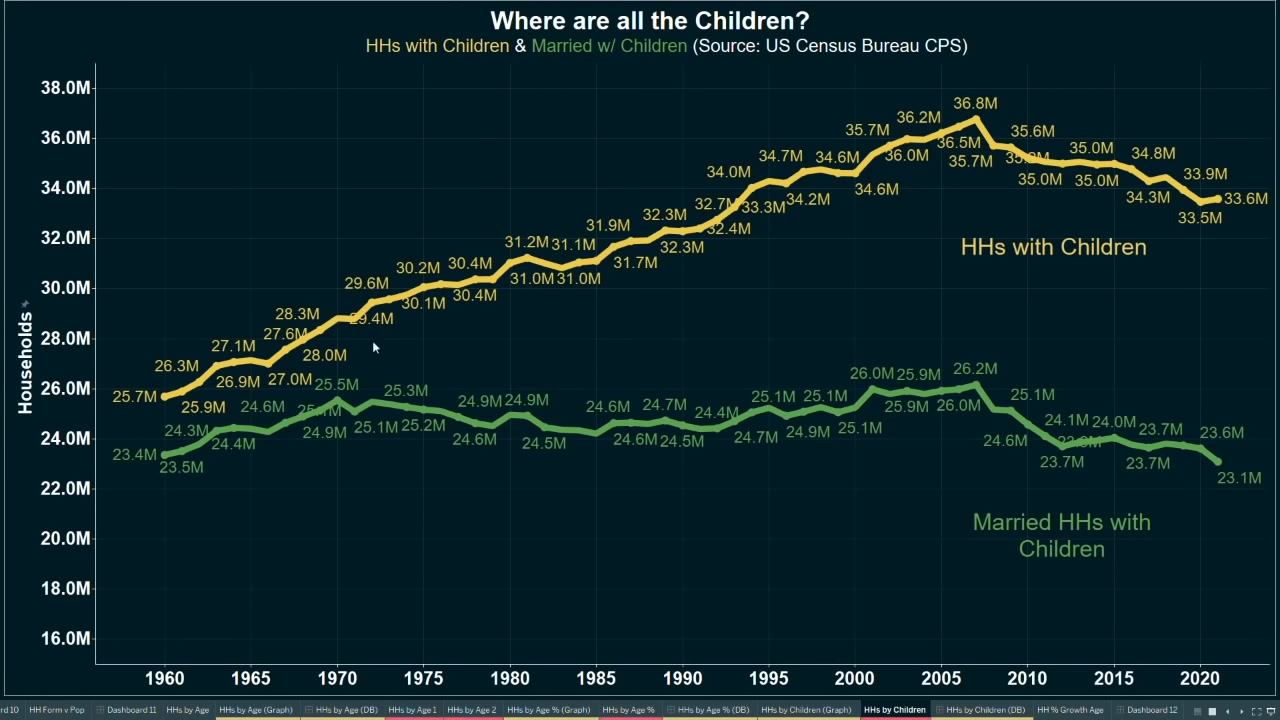 Where are all the Children?
HHs with Children & Married w/ Children (Source: US Census Bureau CPS)
Households
38.0M
36.0M
34.0M
32.0M
30.0M
28.0M
26.0M
24.0M
22.0M
20.0M
18.0M
16.0M
25.7M 26.3M 25.9M 27.1M 26.9M 27.0M 27.6M 28.3M 28.0M 29.6M 29.4M 30.2M 30.1M 30.4M 30.4M 31.2M 31.0M 31.1M 31.0M 31.9M 31.7M 32.3M 32.3M 32.7M 32.4M 34.0M 33.3M 34.7M 34.2M 34.6M 35.7M 34.6M 36.2M 36.0M 36.5M 36.8M 35.7M 35.6M 35.0M 35.0M 35.0M 34.8M 34.3M 33.9M 33.5M 33.6M
HHs with Children
23.4M 23.5M 24.3M 24.4M 24.6M 24.9M 25.5M 25.1M 25.3M 25.2M 24.9M 24.6M 24.9M 24.5M 24.6M 24.6M 24.7M 24.5M 24.4M 24.7M 25.1M 24.9M 25.1M 25.1M 26.0M 25.9M 25.9M 26.0M 26.2M 24.6M 25.1M 23.7M 24.1M 24.0M 23.7M 23.7M 23.6M 23.1M
Married HHs with
Children
1960 1965 1970 1975 1980 1985 1990 1995 2000 2005 2010 2015 2020
rd 10 HH Form v Pop Dashboard 11 HHs by Age HHs by Age (Graph) HHs by Age (DB) HHs by Age 1 HHs by Age 2 HHs by Age % (Graph) HHs by Age % HHs by Age % (DB) HHs by Children (Graph) HHs by Children HHs by Children (DB) HH % Growth Age Dashboard 12